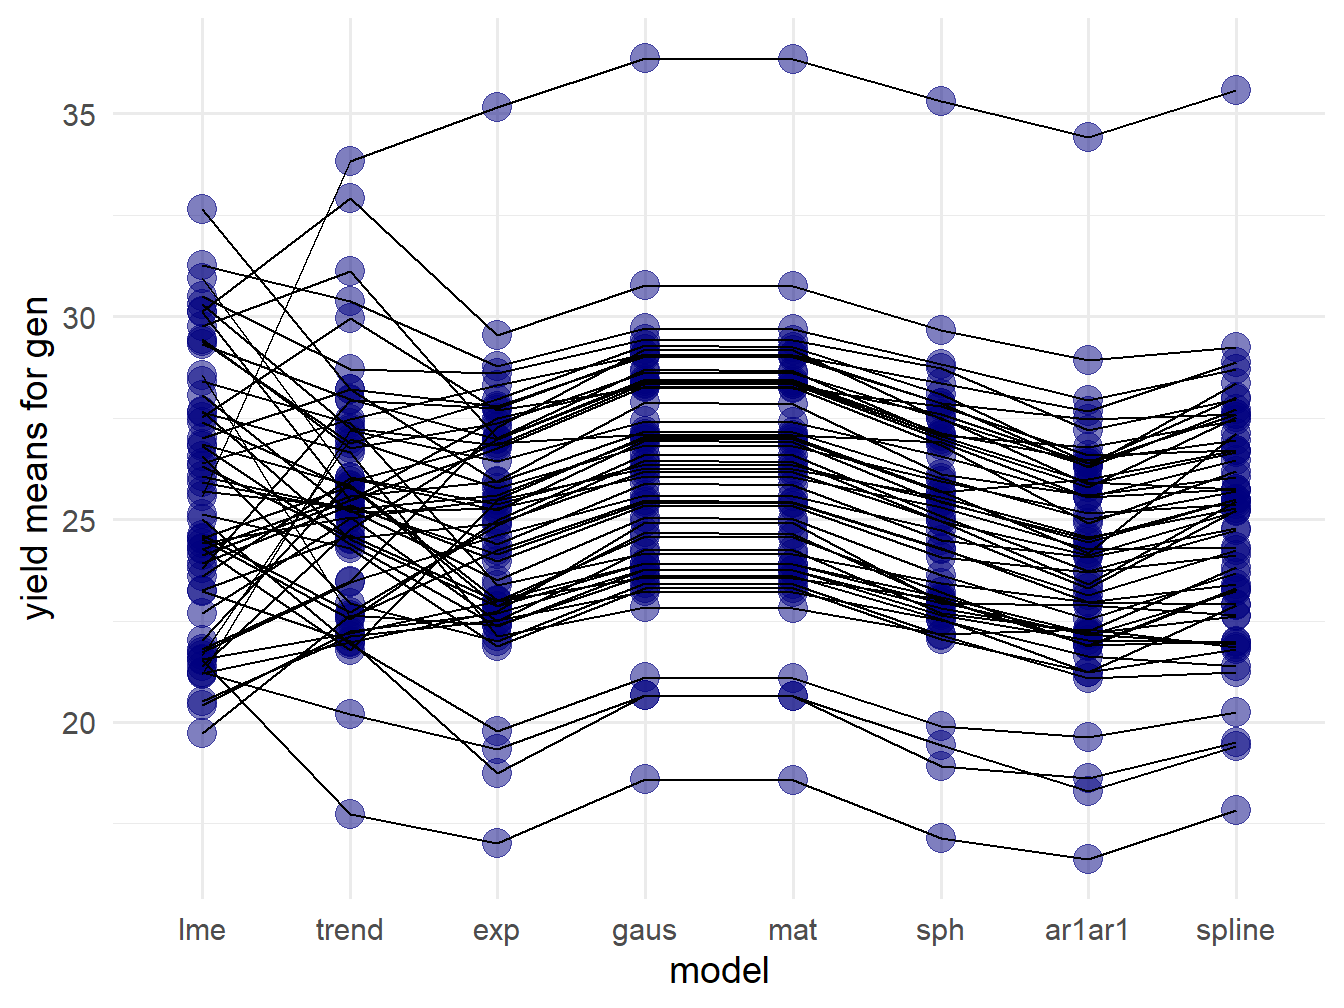 35
30
25
20
yield means for gen
lme trend exp gaus mat sph ar1ar1 spline
model